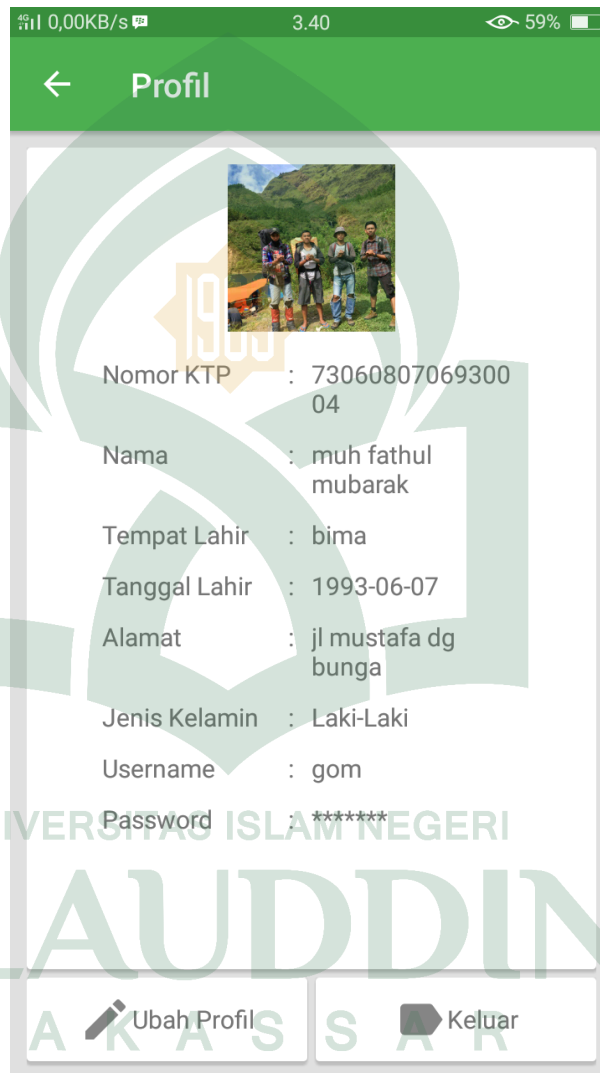 4G 0,00KB/s 3.40 59%
Profil
1965
Nomor KTP : 73060807069300
04
Nama : muh fathul
mubarak
Tempat Lahir : bima
Tanggal Lahir : 1993-06-07
Alamat : jl mustafa dg
bunga
Jenis Kelamin : Laki-Laki
Username : gom
Password : *******
IVERSITAS ISLAM NEGERI
LAUDDIN
Ubah Profil Keluar
A K A S S A R